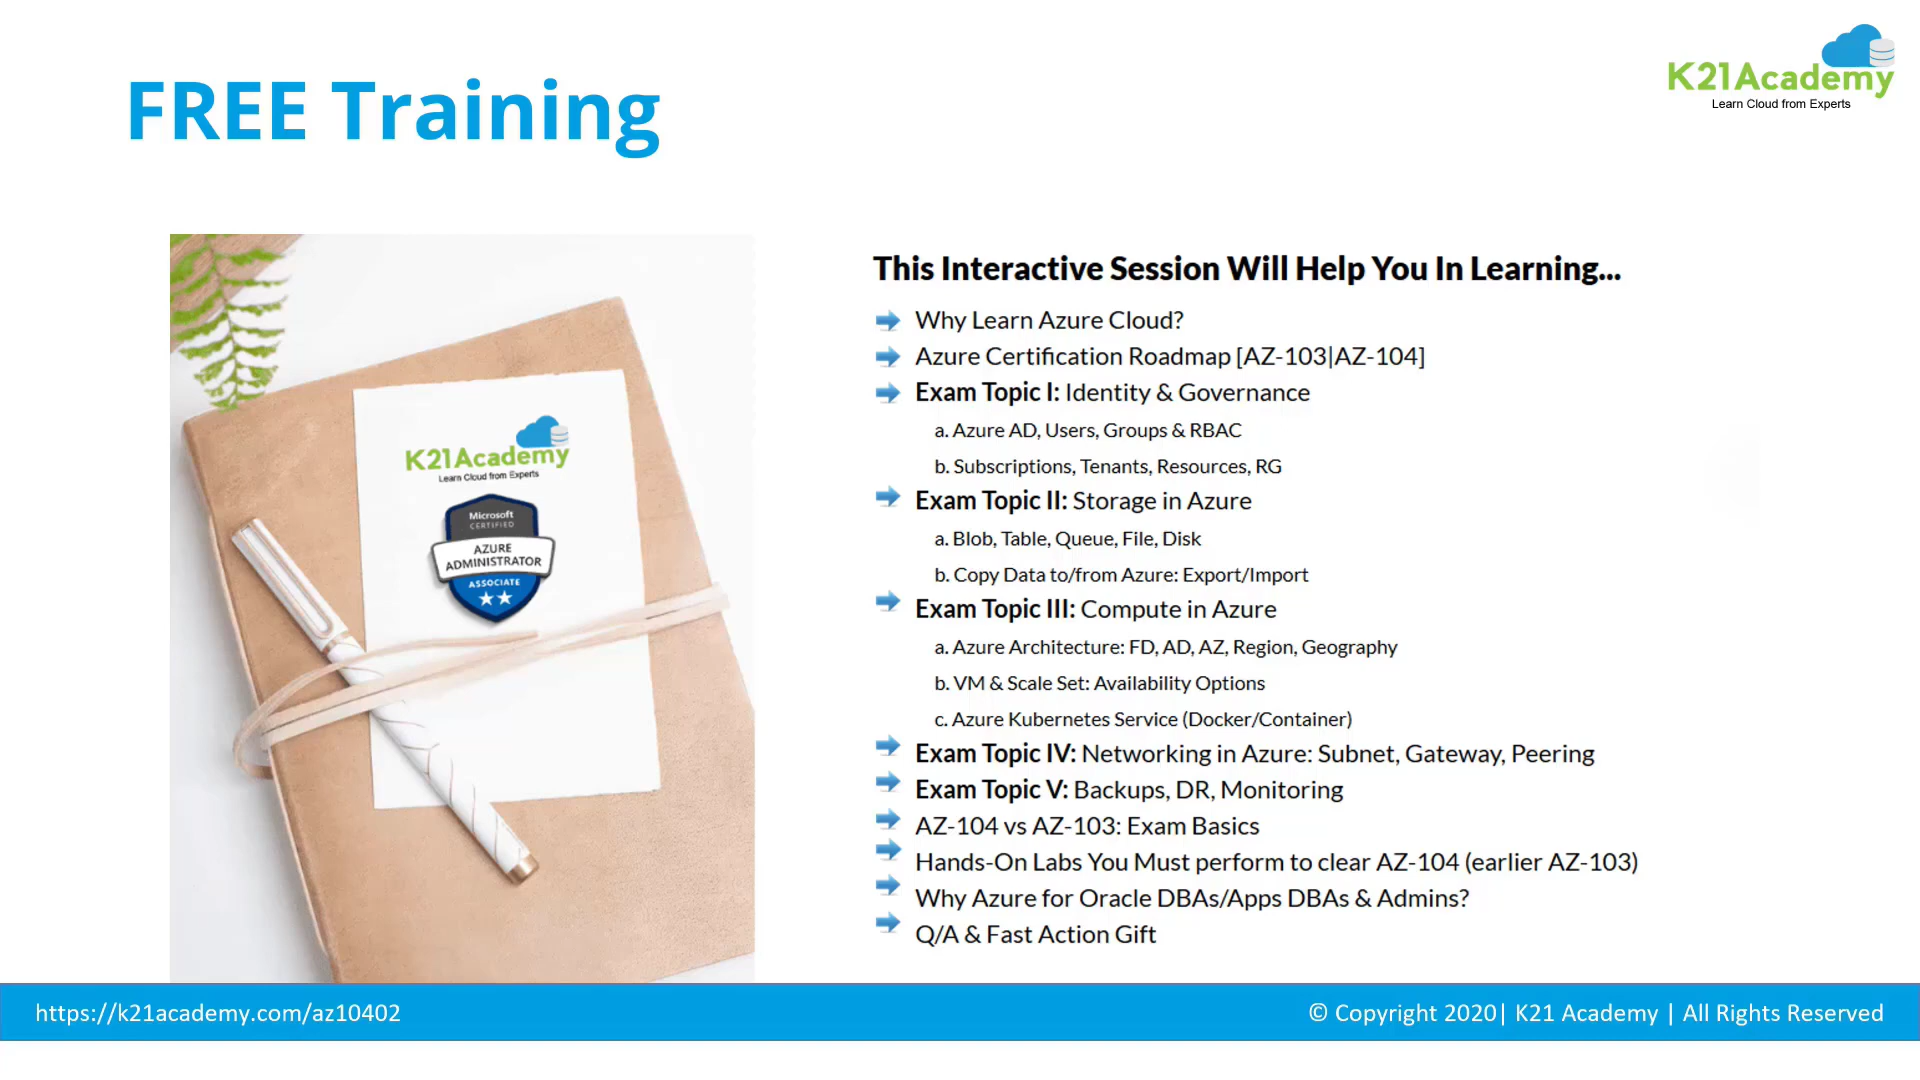 FREE Training
K21Academy
Learn Cloud from Experts
K21Academy
Learn Cloud from Experts
Microsoft
CERTIFIED
AZURE
ADMINISTRATOR
ASSOCIATE
This Interactive Session Will Help You In Learning...
Why Learn Azure Cloud?
Azure Certification Roadmap [AZ-103|AZ-104]
Exam Topic I: Identity & Governance
a. Azure AD, Users, Groups & RBAC
b. Subscriptions, Tenants, Resources, RG
Exam Topic II: Storage in Azure
a. Blob, Table, Queue, File, Disk
b. Copy Data to/from Azure: Export/Import
Exam Topic III: Compute in Azure
a. Azure Architecture: FD, AD, AZ, Region, Geography
b. VM & Scale Set: Availability Options
c. Azure Kubernetes Service (Docker/Container)
Exam Topic IV: Networking in Azure: Subnet, Gateway, Peering
Exam Topic V: Backups, DR, Monitoring
AZ-104 vs AZ-103: Exam Basics
Hands-On Labs You Must perform to clear AZ-104 (earlier AZ-103)
Why Azure for Oracle DBAs/Apps DBAs & Admins?
Q/A & Fast Action Gift
https://k21academy.com/az10402
© Copyright 2020| K21 Academy | All Rights Reserved